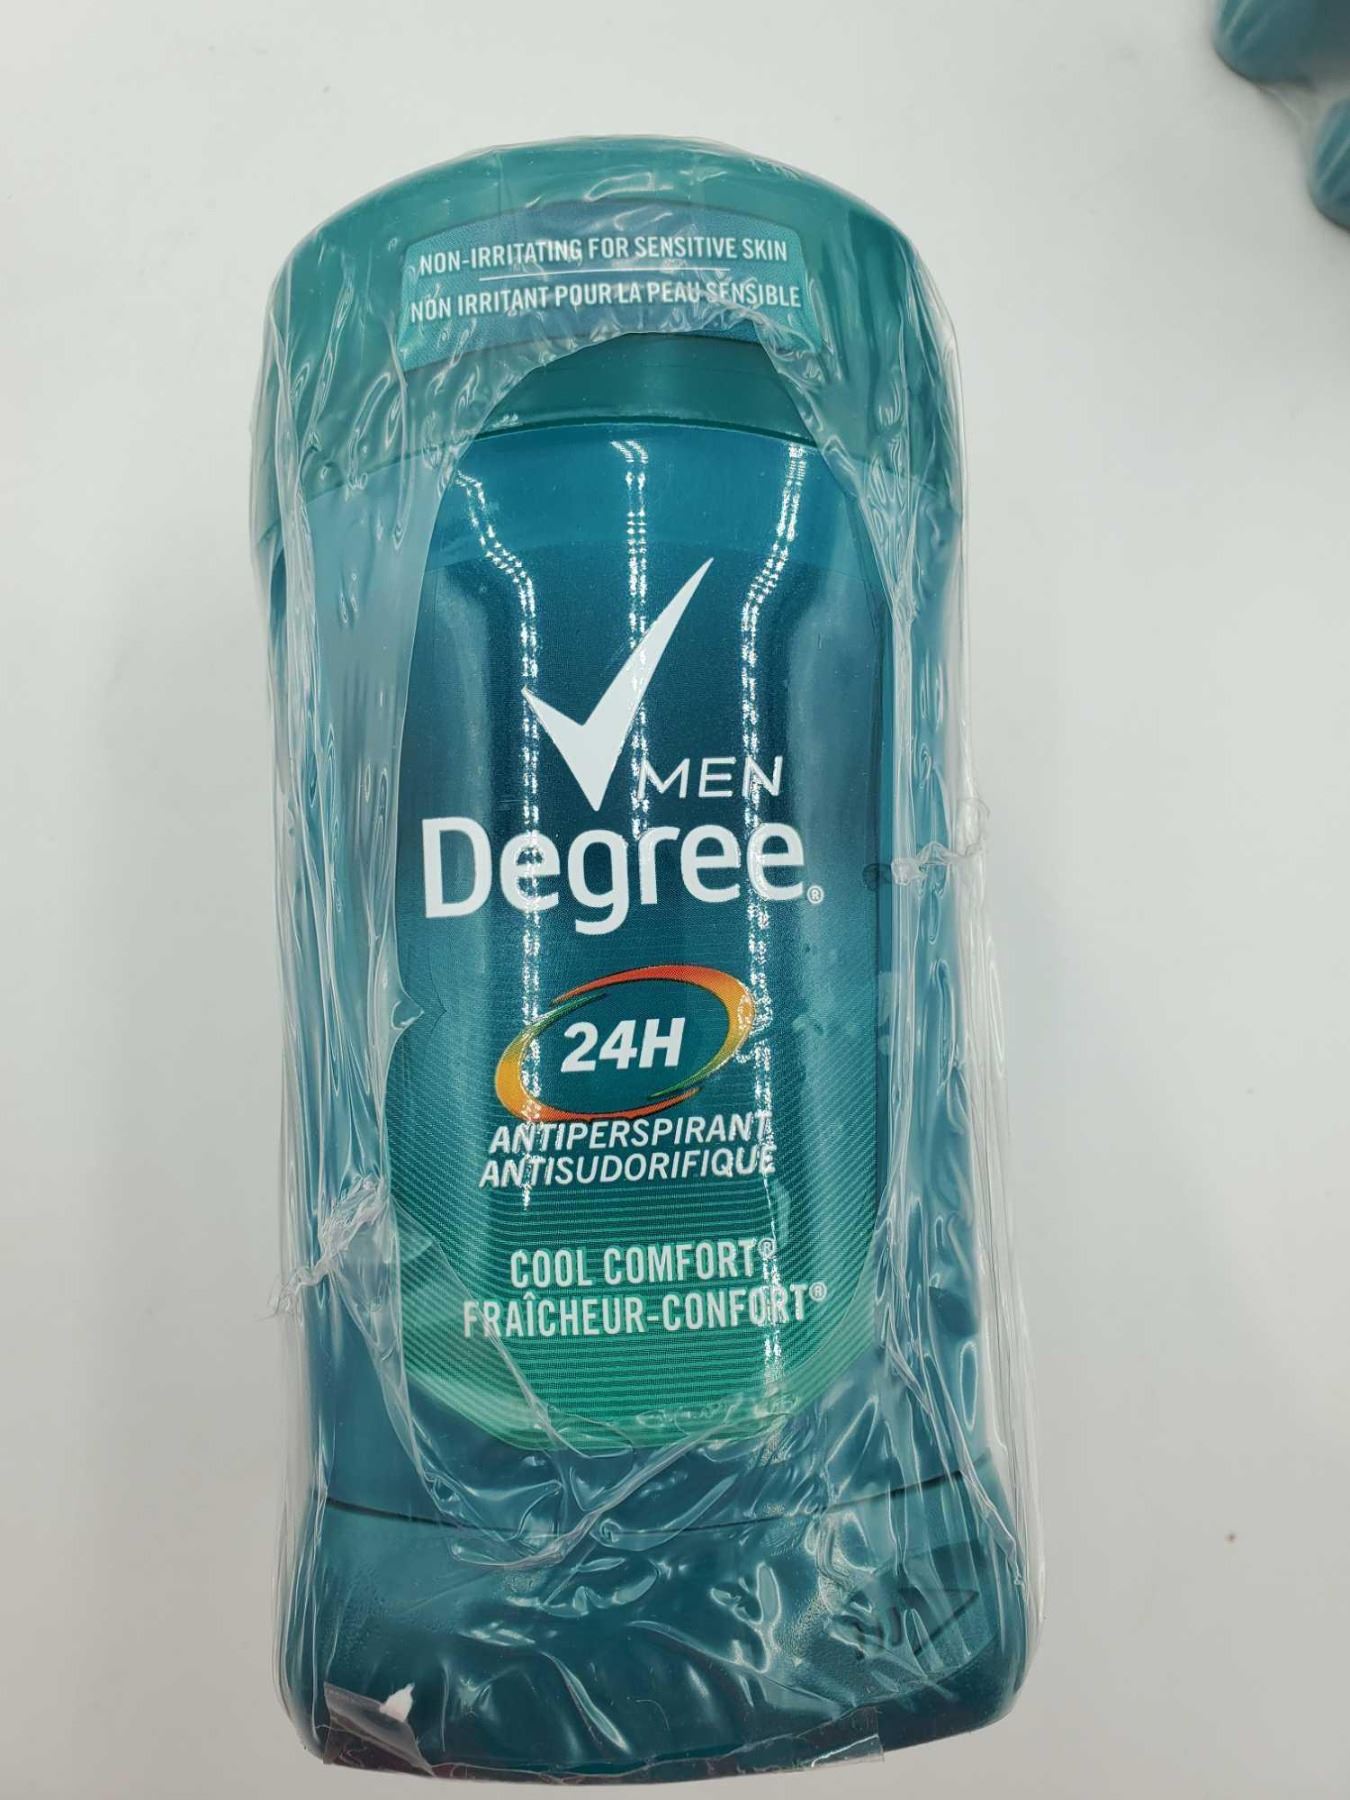 NON-IRRITATING FOR SENSITIVE SKIN
NON IRRITANT POUR LA PEAU SENSIBLE
MEN
Degree®
24H
ANTIPERSPIRANT
ANTISUDORIFIQUE
COOL COMFORT®
FRAÎCHEUR-CONFORT®